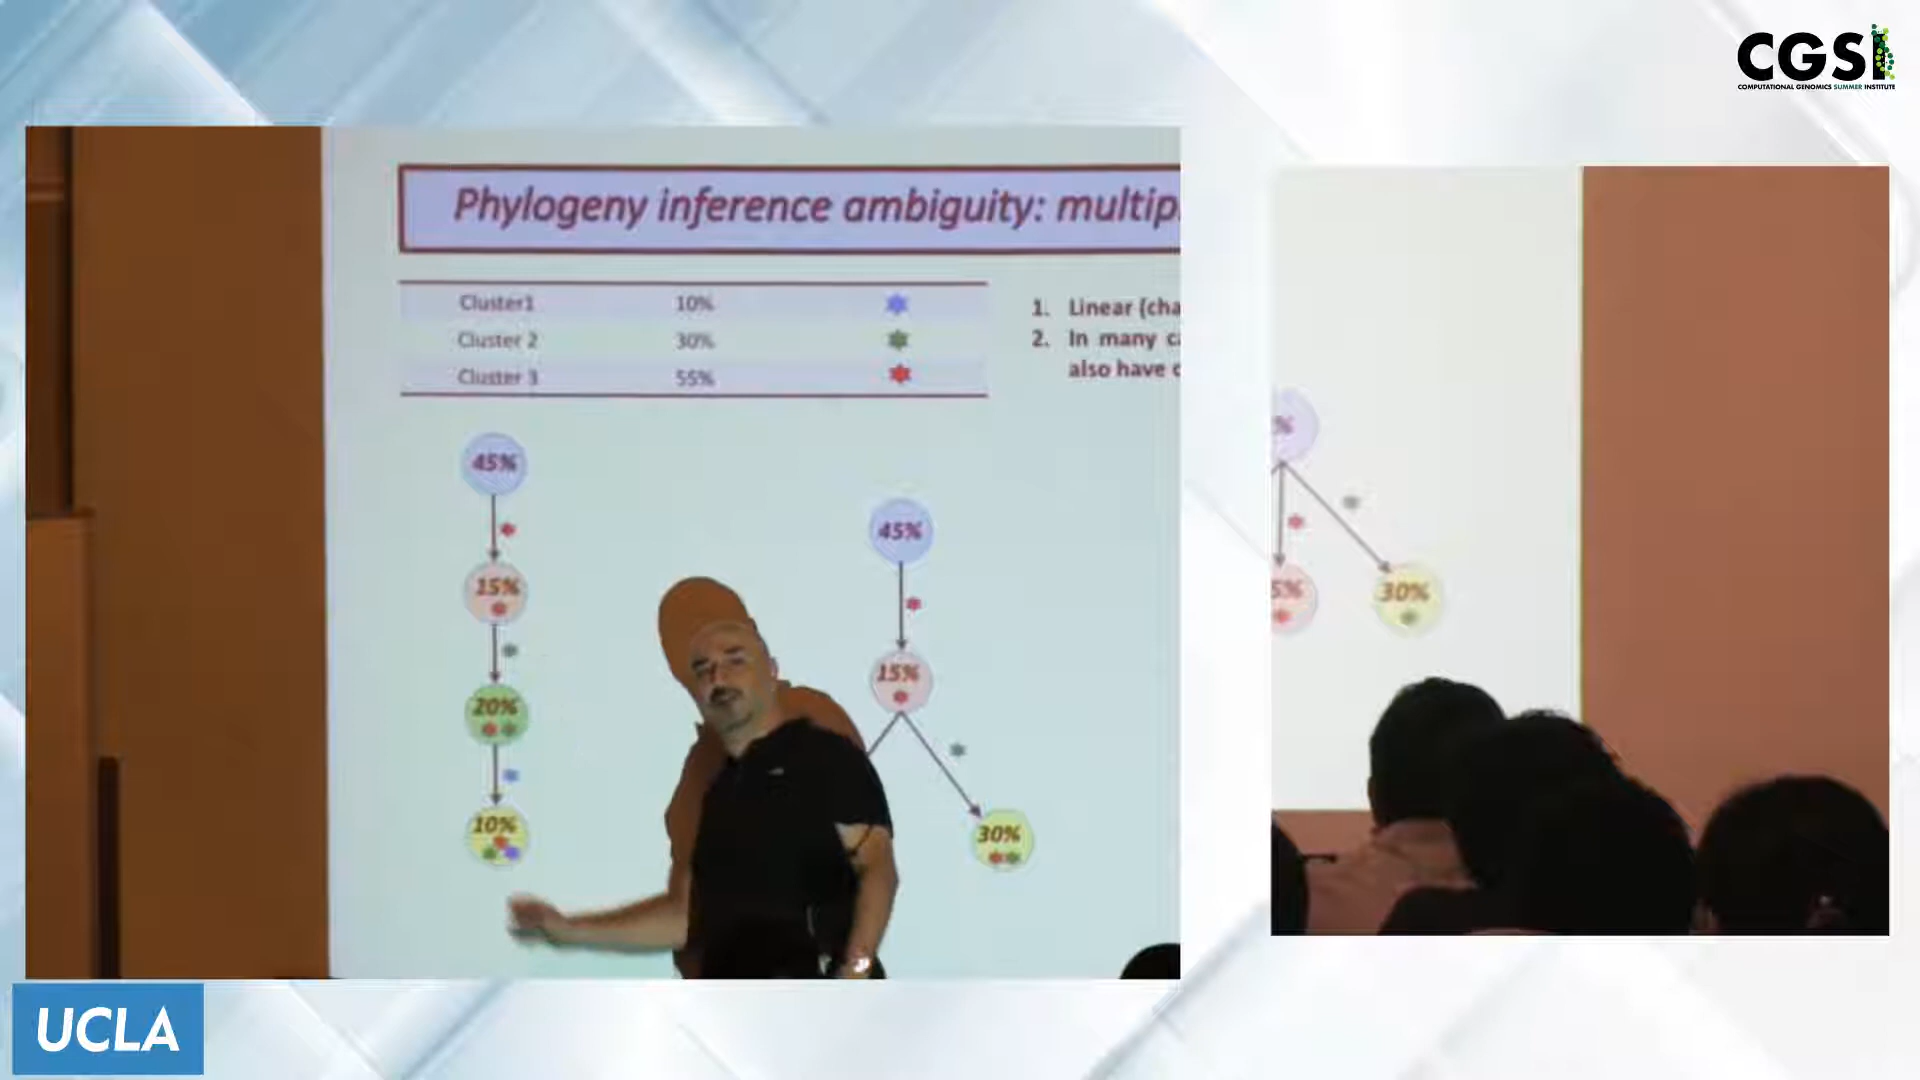 CGSI
COMPUTATIONAL GENOMICS SUMMER INSTITUTE
Phylogeny inference ambiguity: multip
Cluster1 10%
Cluster 2 30%
Cluster 3 55%
1. Linear (cha
2. In many c
also have
45%
15%
20%
10%
45%
15%
30%
%
5%
30%
UCLA